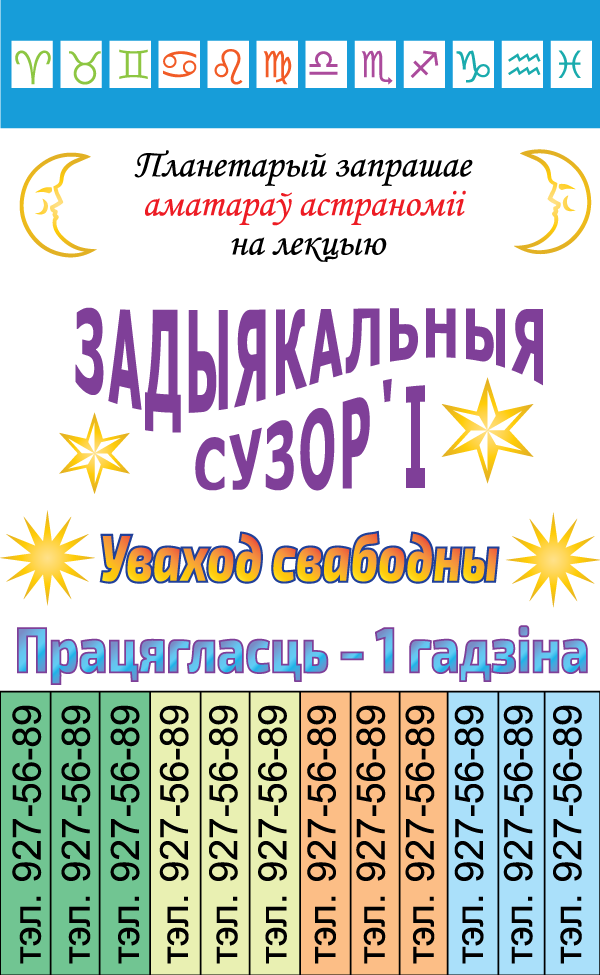 ♈ ♉ ♊ ♋ ♌ ♍ ♎ ♏ ♐ ♑ ♒ ♓
Планетарый запрашае
аматараў астраноміі
на лекцыю
ЗАДЫЯКАЛЬНЫЯ
СУЗОР'І
Уваход свабодны
Працягласць – 1 гадзіна
тэл. 927-56-89
тэл. 927-56-89
тэл. 927-56-89
тэл. 927-56-89
тэл. 927-56-89
тэл. 927-56-89
тэл. 927-56-89
тэл. 927-56-89
тэл. 927-56-89
тэл. 927-56-89
тэл. 927-56-89
тэл. 927-56-89